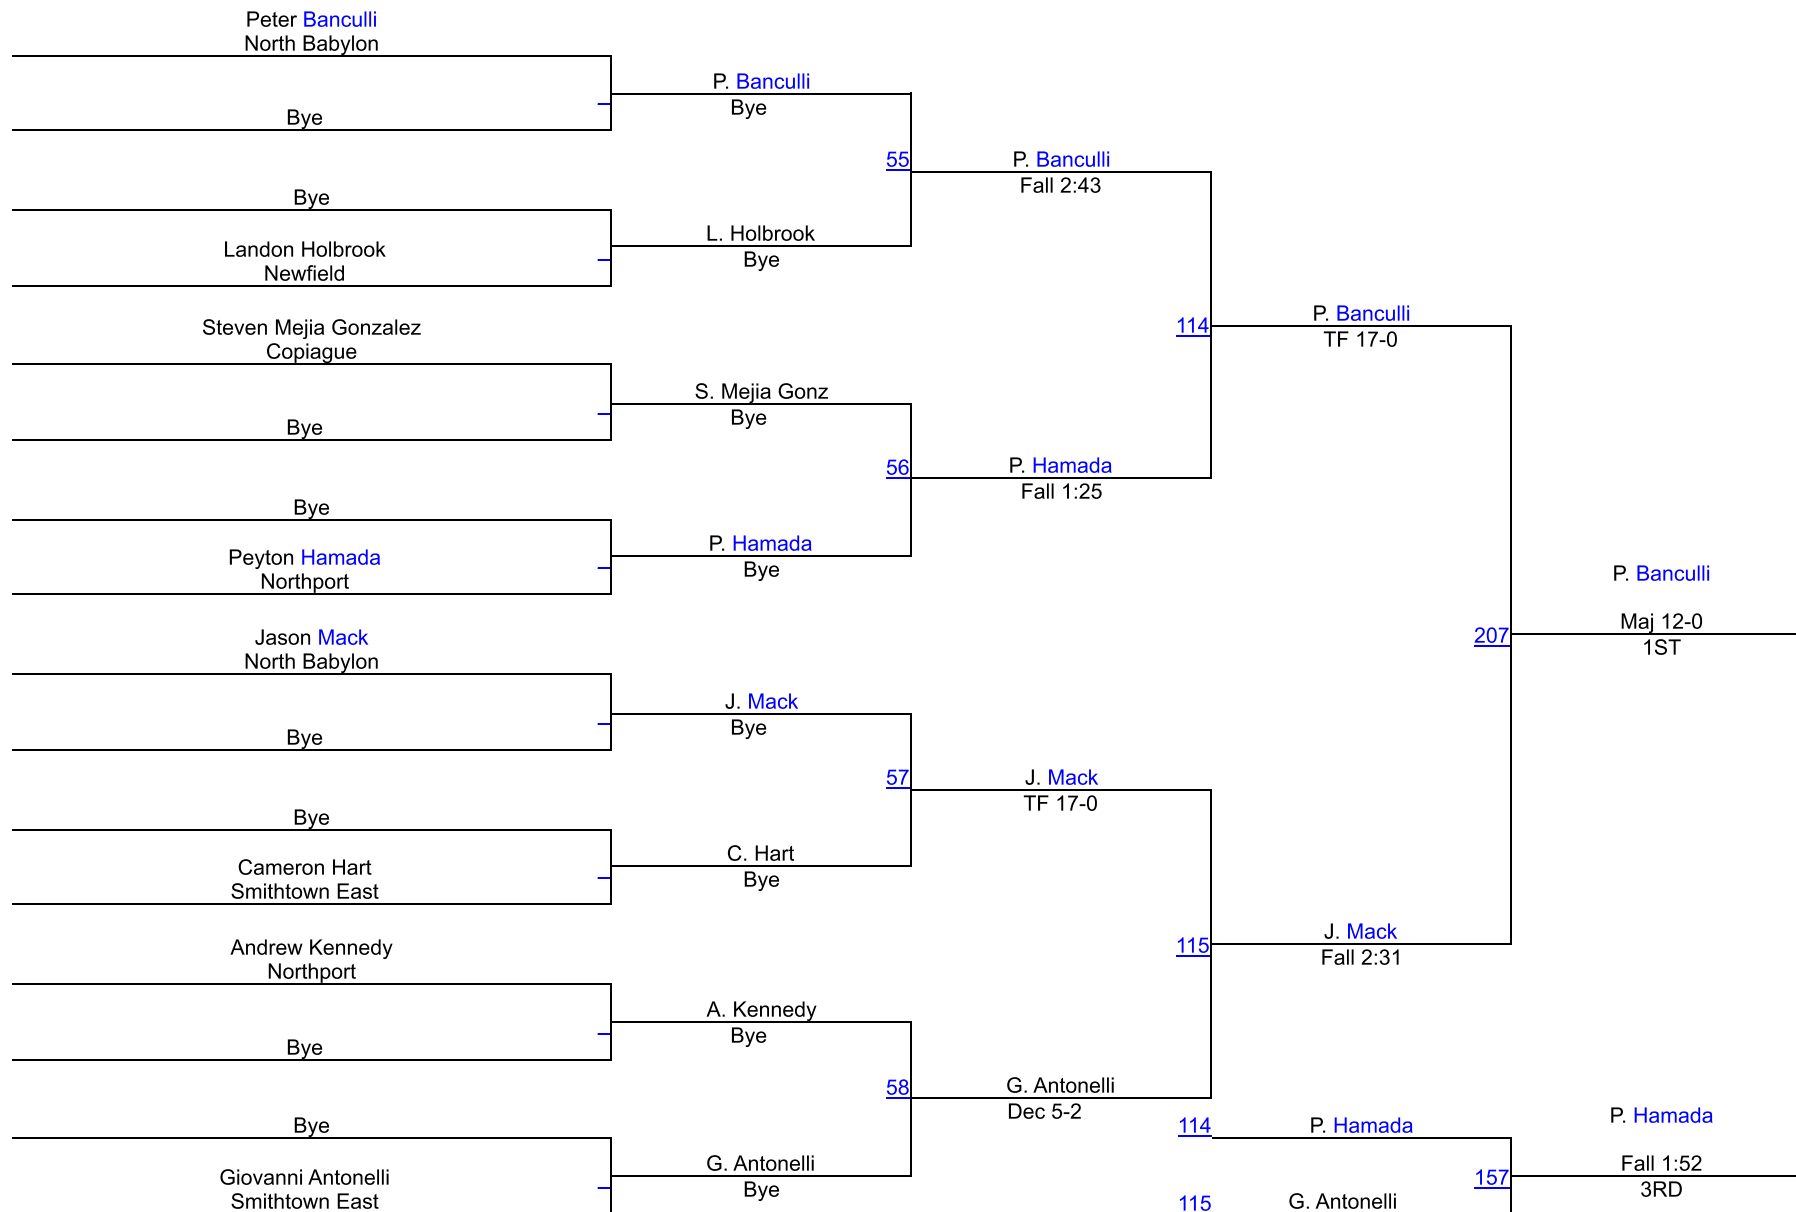 Peter Banculli
North Babylon
Bye
Bye
Landon Holbrook
Newfield
Steven Mejia Gonzalez
Copiague
Bye
Bye
Peyton Hamada
Northport
Jason Mack
North Babylon
Bye
Bye
Cameron Hart
Smithtown East
Andrew Kennedy
Northport
Bye
Bye
Giovanni Antonelli
Smithtown East
P. Banculli
Bye
55
L. Holbrook
Bye
S. Mejia Gonz
Bye
56
P. Hamada
Bye
J. Mack
Bye
57
C. Hart
Bye
A. Kennedy
Bye
58
G. Antonelli
Bye
P. Banculli
Fall 2:43
114
P. Hamada
Fall 1:25
J. Mack
TF 17-0
115
G. Antonelli
Dec 5-2
P. Banculli
TF 17-0
207
J. Mack
Fall 2:31
P. Banculli
Maj 12-0
1ST
114
P. Hamada
157
115
G. Antonelli
P. Hamada
Fall 1:52
3RD